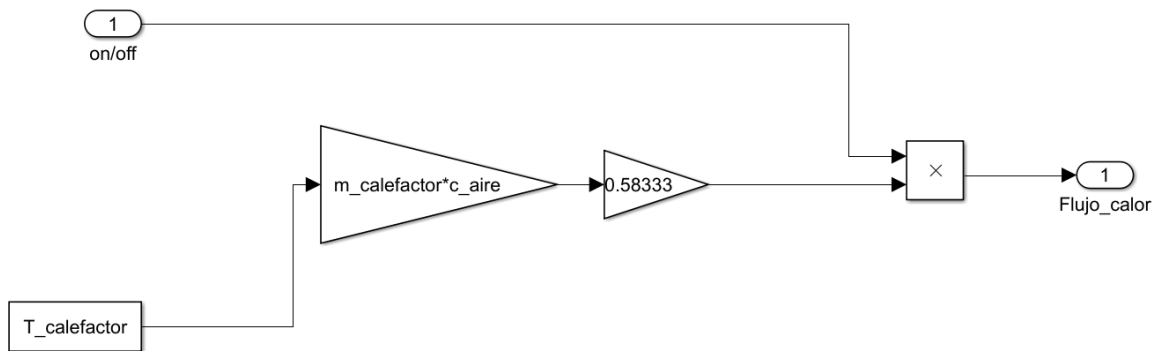 1
on/off
m_calefactor*c_aire
0.58333
×
1
Flujo_calor
T_calefactor